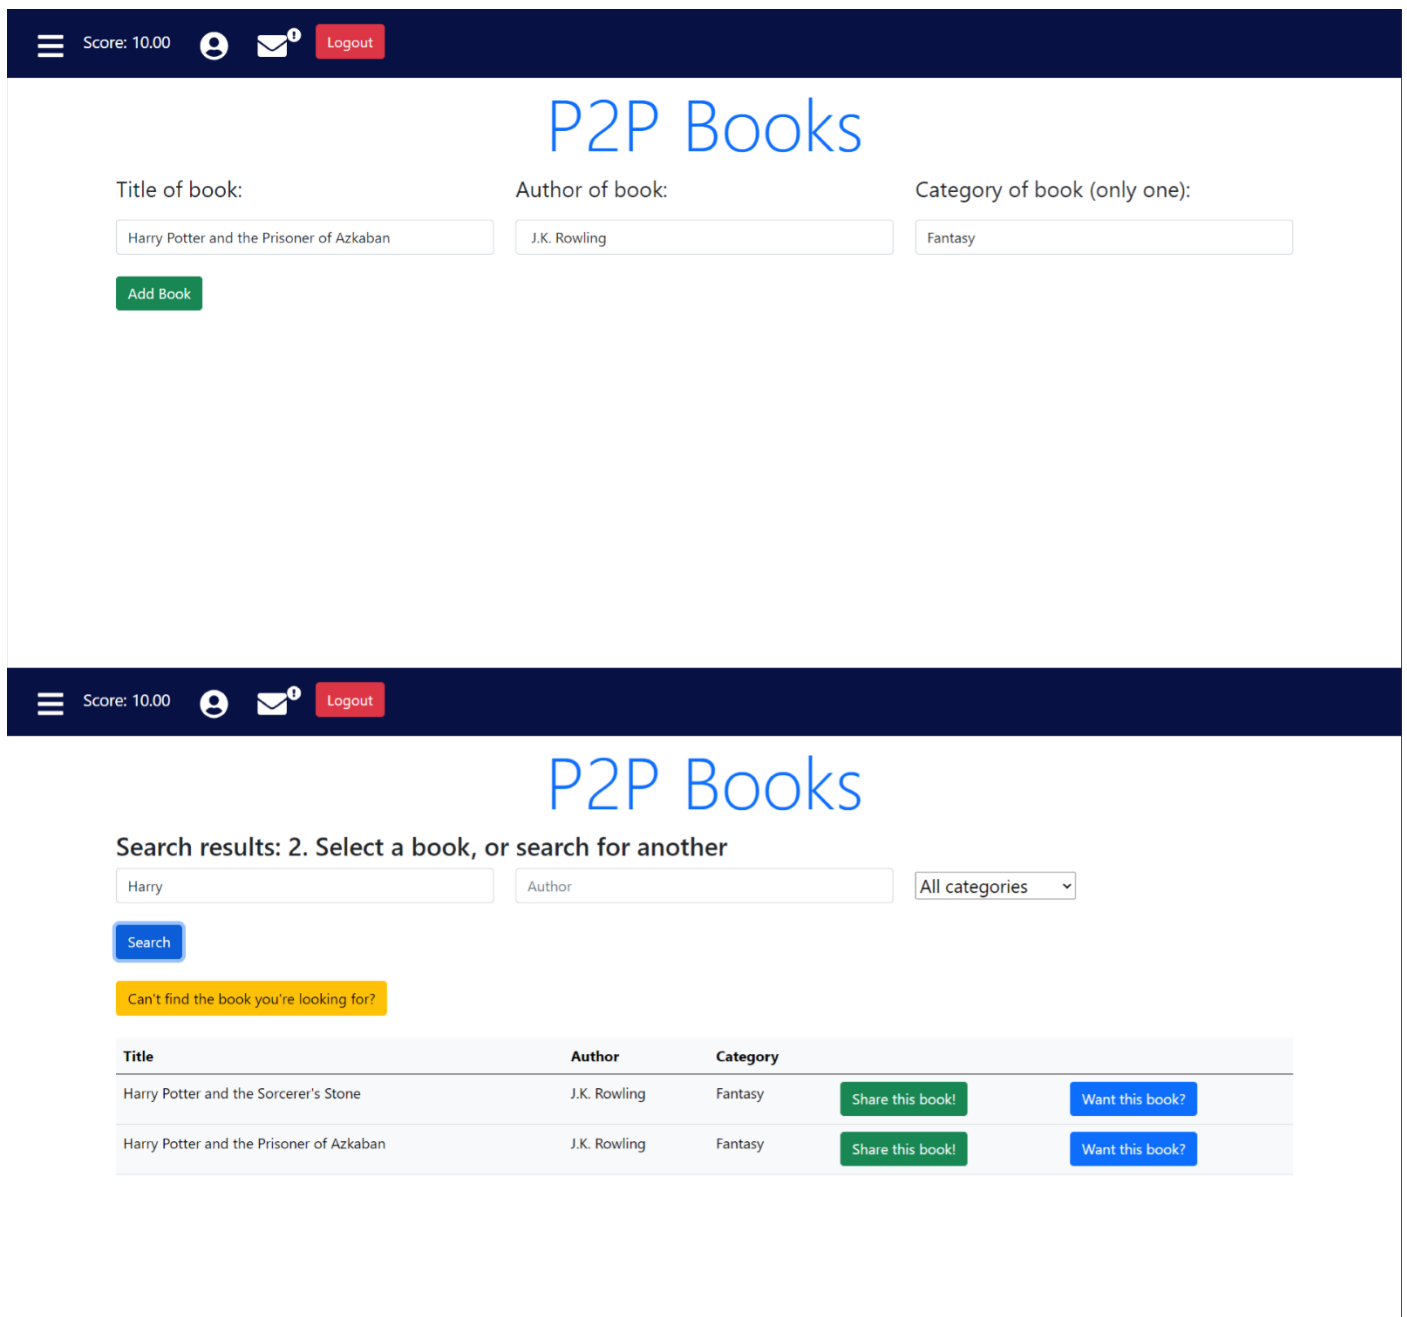 Score: 10.00 Logout
P2P Books
Title of book: Author of book: Category of book (only one):
Harry Potter and the Prisoner of Azkaban J.K. Rowling Fantasy
Add Book
Score: 10.00 Logout
P2P Books
Search results: 2. Select a book, or search for another
Harry Author All categories
Search
Can't find the book you're looking for?
Title Author Category
Harry Potter and the Sorcerer's Stone J.K. Rowling Fantasy Share this book! Want this book?
Harry Potter and the Prisoner of Azkaban J.K. Rowling Fantasy Share this book! Want this book?